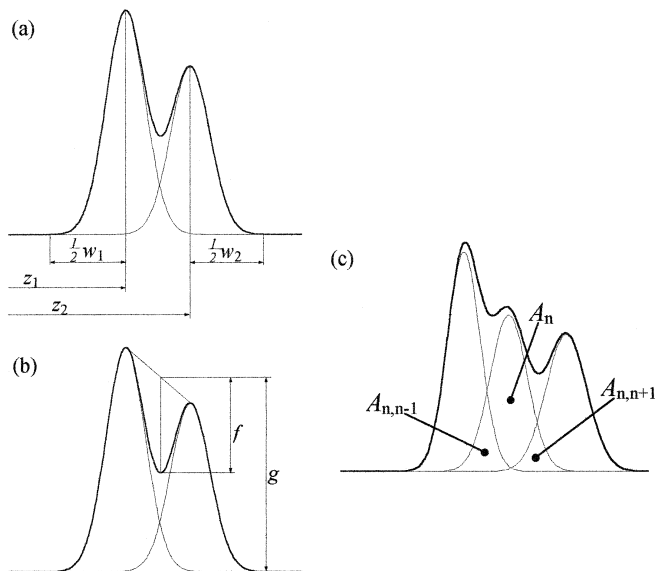 (a)
½ w₁
½ w₂
z₁
z₂
(b)
f
g
(c)
Aₙ
Aₙ,ₙ₋₁
Aₙ,ₙ₊₁